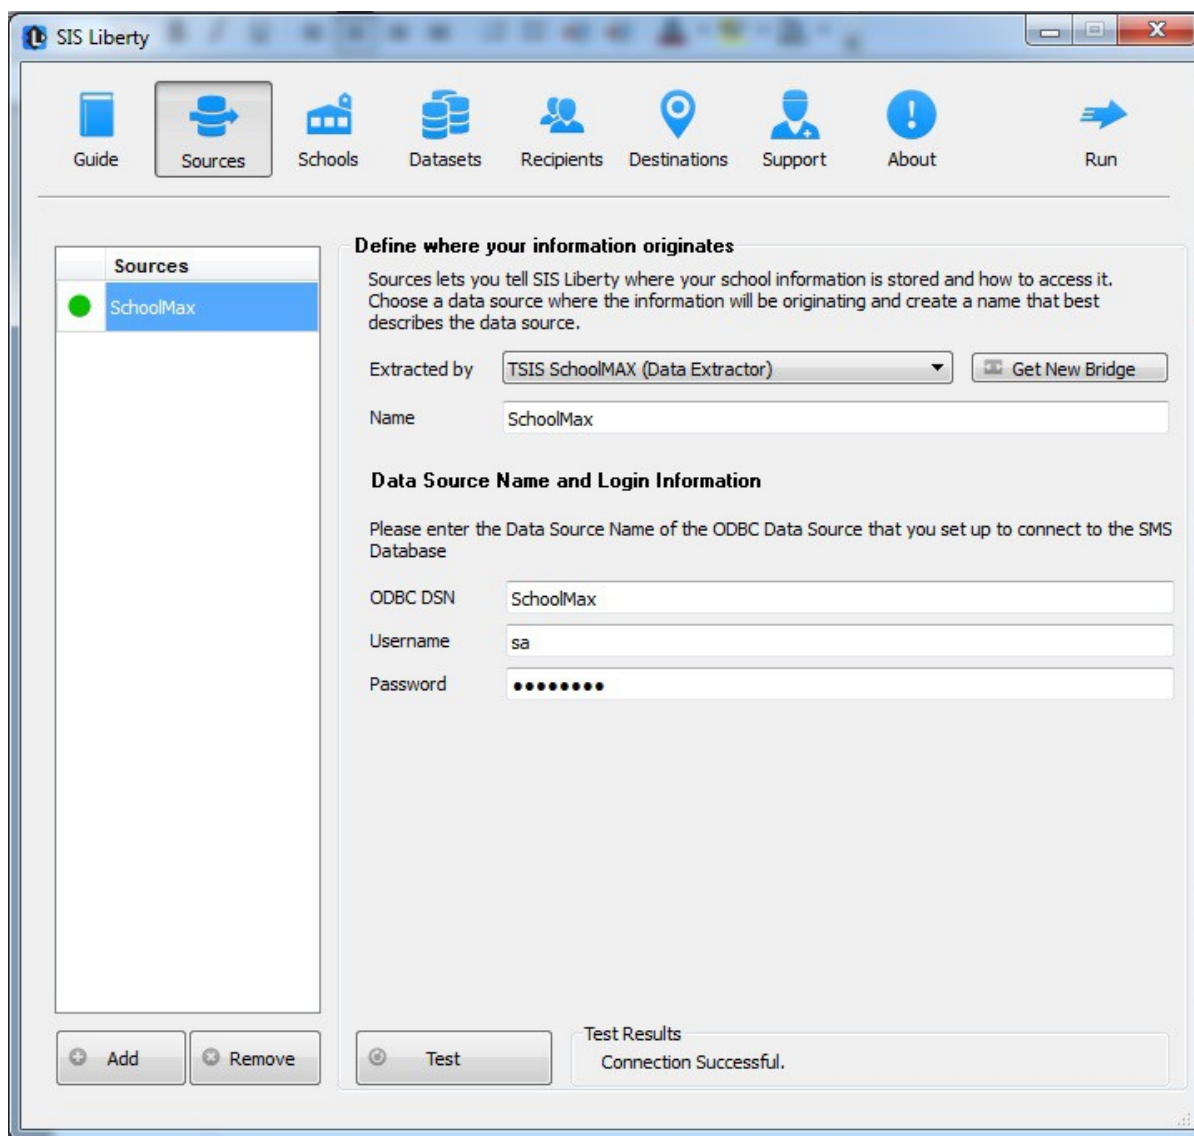 SIS Liberty
Guide
Sources
Schools
Datasets
Recipients
Destinations
Support
About
Run
Sources
SchoolMax
Define where your information originates
Sources lets you tell SIS Liberty where your school information is stored and how to access it.
Choose a data source where the information will be originating and create a name that best
describes the data source.
Extracted by
TSIS SchoolMAX (Data Extractor)
Get New Bridge
Name
SchoolMax
Data Source Name and Login Information
Please enter the Data Source Name of the ODBC Data Source that you set up to connect to the SMS
Database
ODBC DSN
SchoolMax
Username
sa
Password
••••••••
Add
Remove
Test
Test Results
Connection Successful.